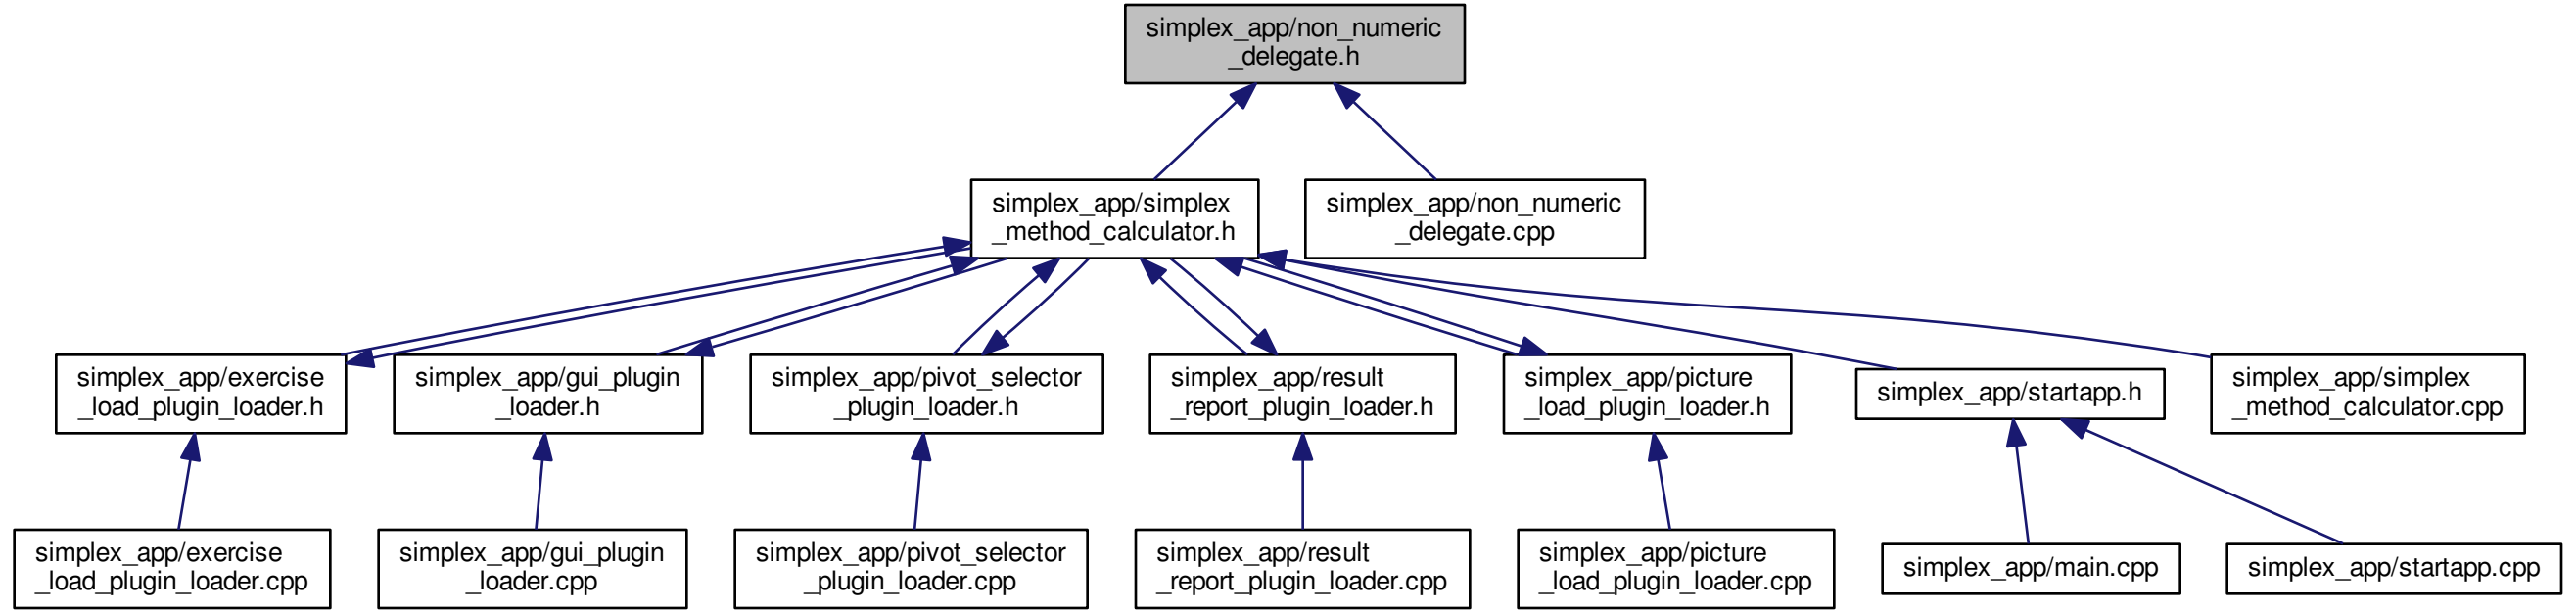 simplex_app/non_numeric
_delegate.h
simplex_app/simplex
_method_calculator.h
simplex_app/non_numeric
_delegate.cpp
simplex_app/exercise
_load_plugin_loader.h
simplex_app/gui_plugin
_loader.h
simplex_app/pivot_selector
_plugin_loader.h
simplex_app/result
_report_plugin_loader.h
simplex_app/picture
_load_plugin_loader.h
simplex_app/startapp.h
simplex_app/simplex
_method_calculator.cpp
simplex_app/exercise
_load_plugin_loader.cpp
simplex_app/gui_plugin
_loader.cpp
simplex_app/pivot_selector
_plugin_loader.cpp
simplex_app/result
_report_plugin_loader.cpp
simplex_app/picture
_load_plugin_loader.cpp
simplex_app/main.cpp
simplex_app/startapp.cpp